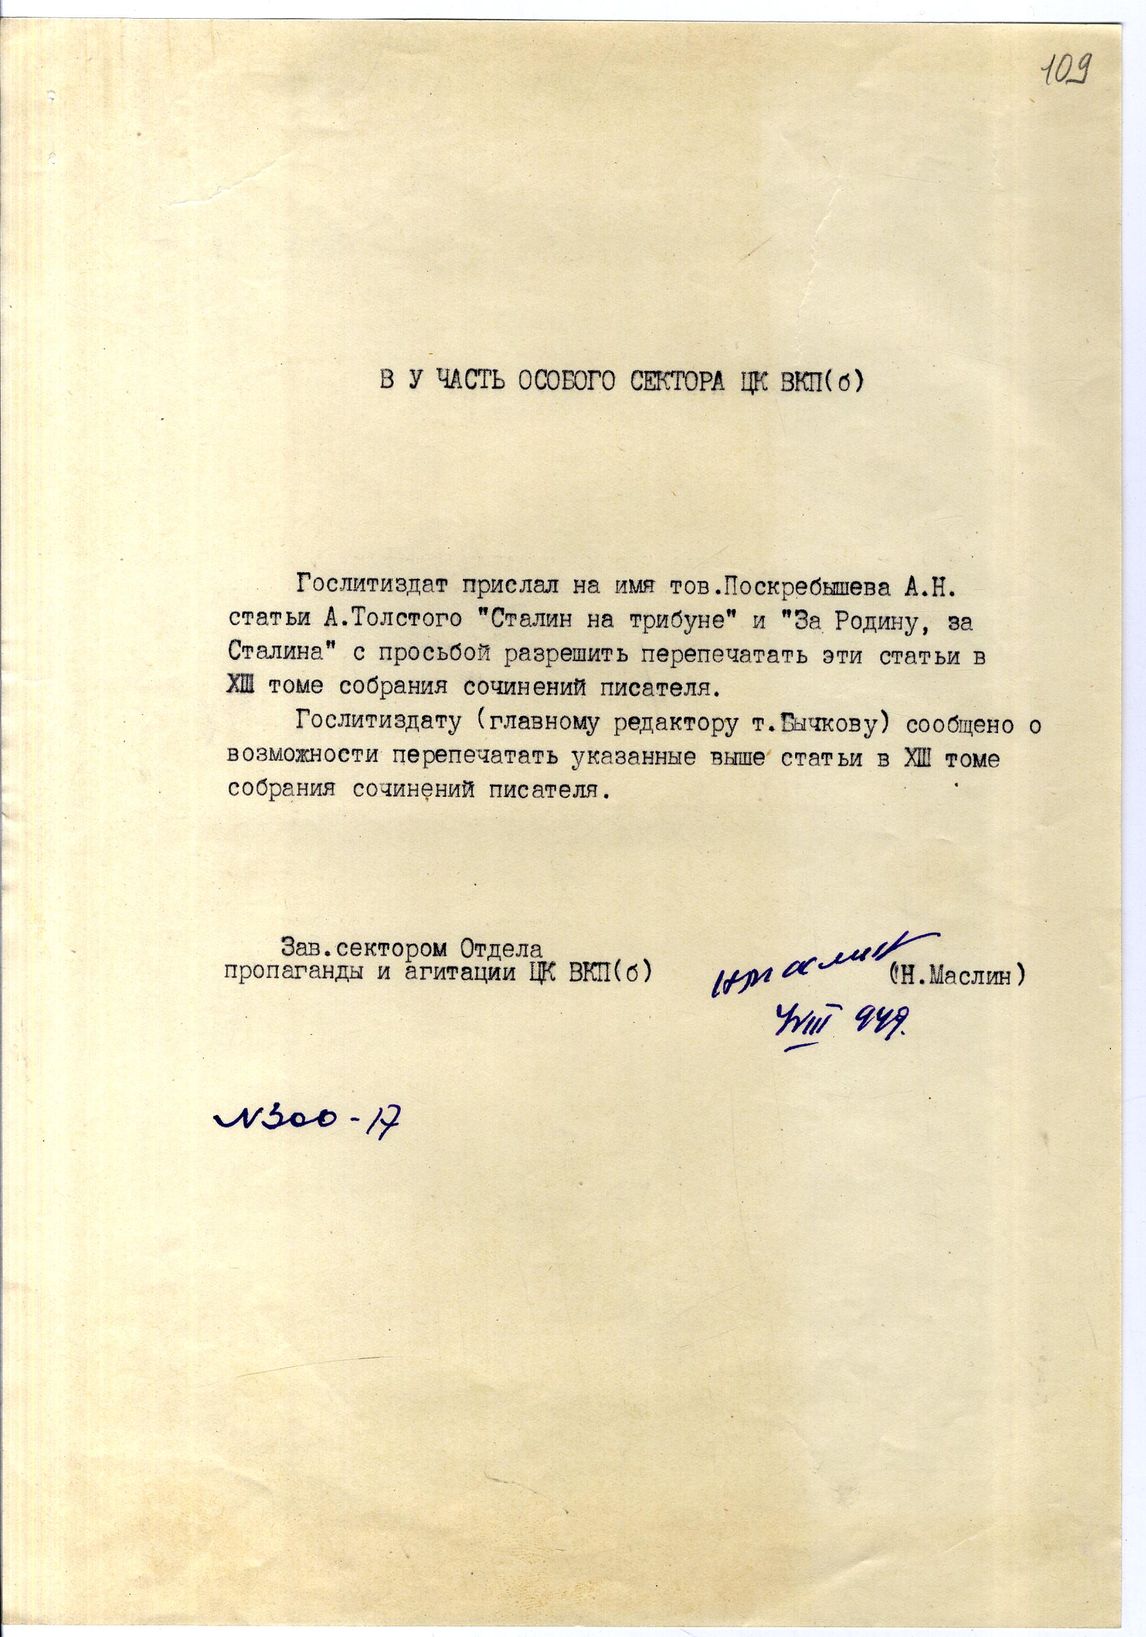 109
В У ЧАСТЬ ОСОБОГО СЕКТОРА ЦК ВКП(б)
Гослитиздат прислал на имя тов.Поскребышева А.Н.
статьи А.Толстого "Сталин на трибуне" и "За Родину, за
Сталина" с просьбой разрешить перепечатать эти статьи в
XIII томе собрания сочинений писателя.
Гослитиздату (главному редактору т.Бычкову) сообщено о
возможности перепечатать указанные выше статьи в XIII томе
собрания сочинений писателя.
Зав.сектором Отдела
пропаганды и агитации ЦК ВКП(б)
Н Маслин
(Н.Маслин)
949.
N300-17